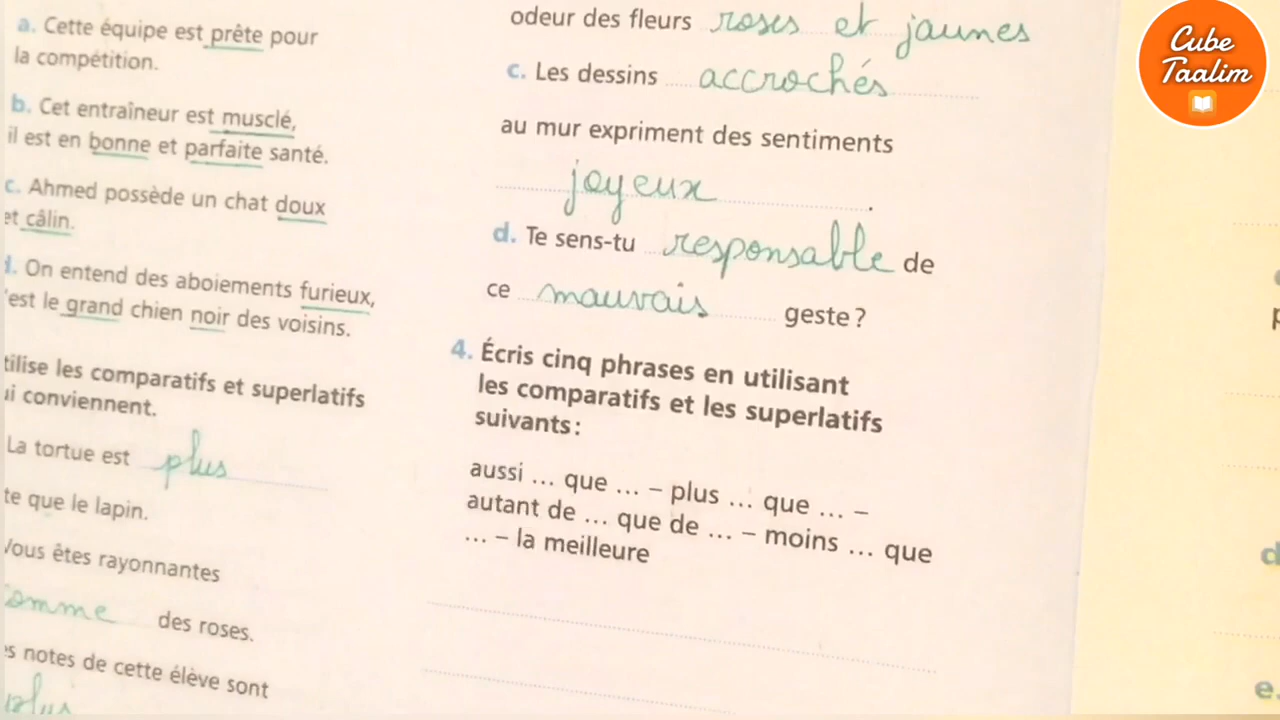 a. Cette équipe est prête pour
la compétition.
b. Cet entraîneur est musclé,
il est en bonne et parfaite santé.
c. Ahmed possède un chat doux
et câlin.
d. On entend des aboiements furieux,
'est le grand chien noir des voisins.
tilise les comparatifs et superlatifs
ui conviennent.
La tortue est plus
te que le lapin.
Vous êtes rayonnantes
comme des roses.
es notes de cette élève sont
plus
odeur des fleurs roses et jaunes
c. Les dessins accrochés
au mur expriment des sentiments
joyeux.
d. Te sens-tu responsable de
ce mauvais geste ?
4. Écris cinq phrases en utilisant
les comparatifs et les superlatifs
suivants :
aussi ... que ... – plus ... que ... –
autant de ... que de ... – moins ... que
... – la meilleure
Cube
Taalim
d
e.